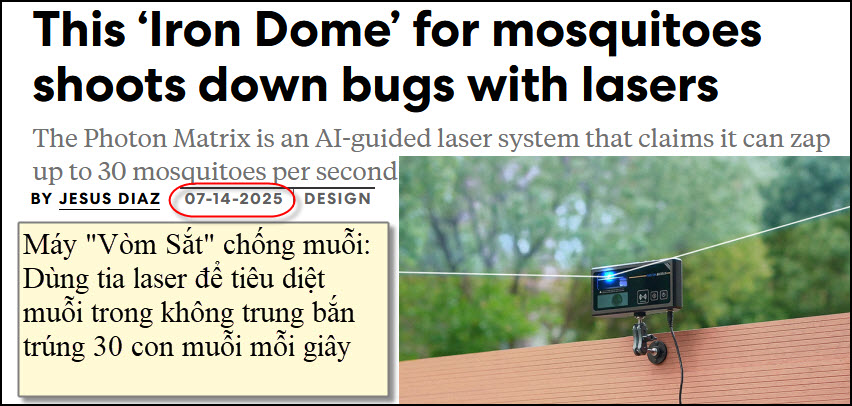 This ‘Iron Dome’ for mosquitoes
shoots down bugs with lasers
The Photon Matrix is an AI-guided laser system that claims it can zap
up to 30 mosquitoes per second
BY JESUS DIAZ 07-14-2025 DESIGN
Máy "Vòm Sắt" chống muỗi:
Dùng tia laser để tiêu diệt
muỗi trong không trung bắn
trúng 30 con muỗi mỗi giây